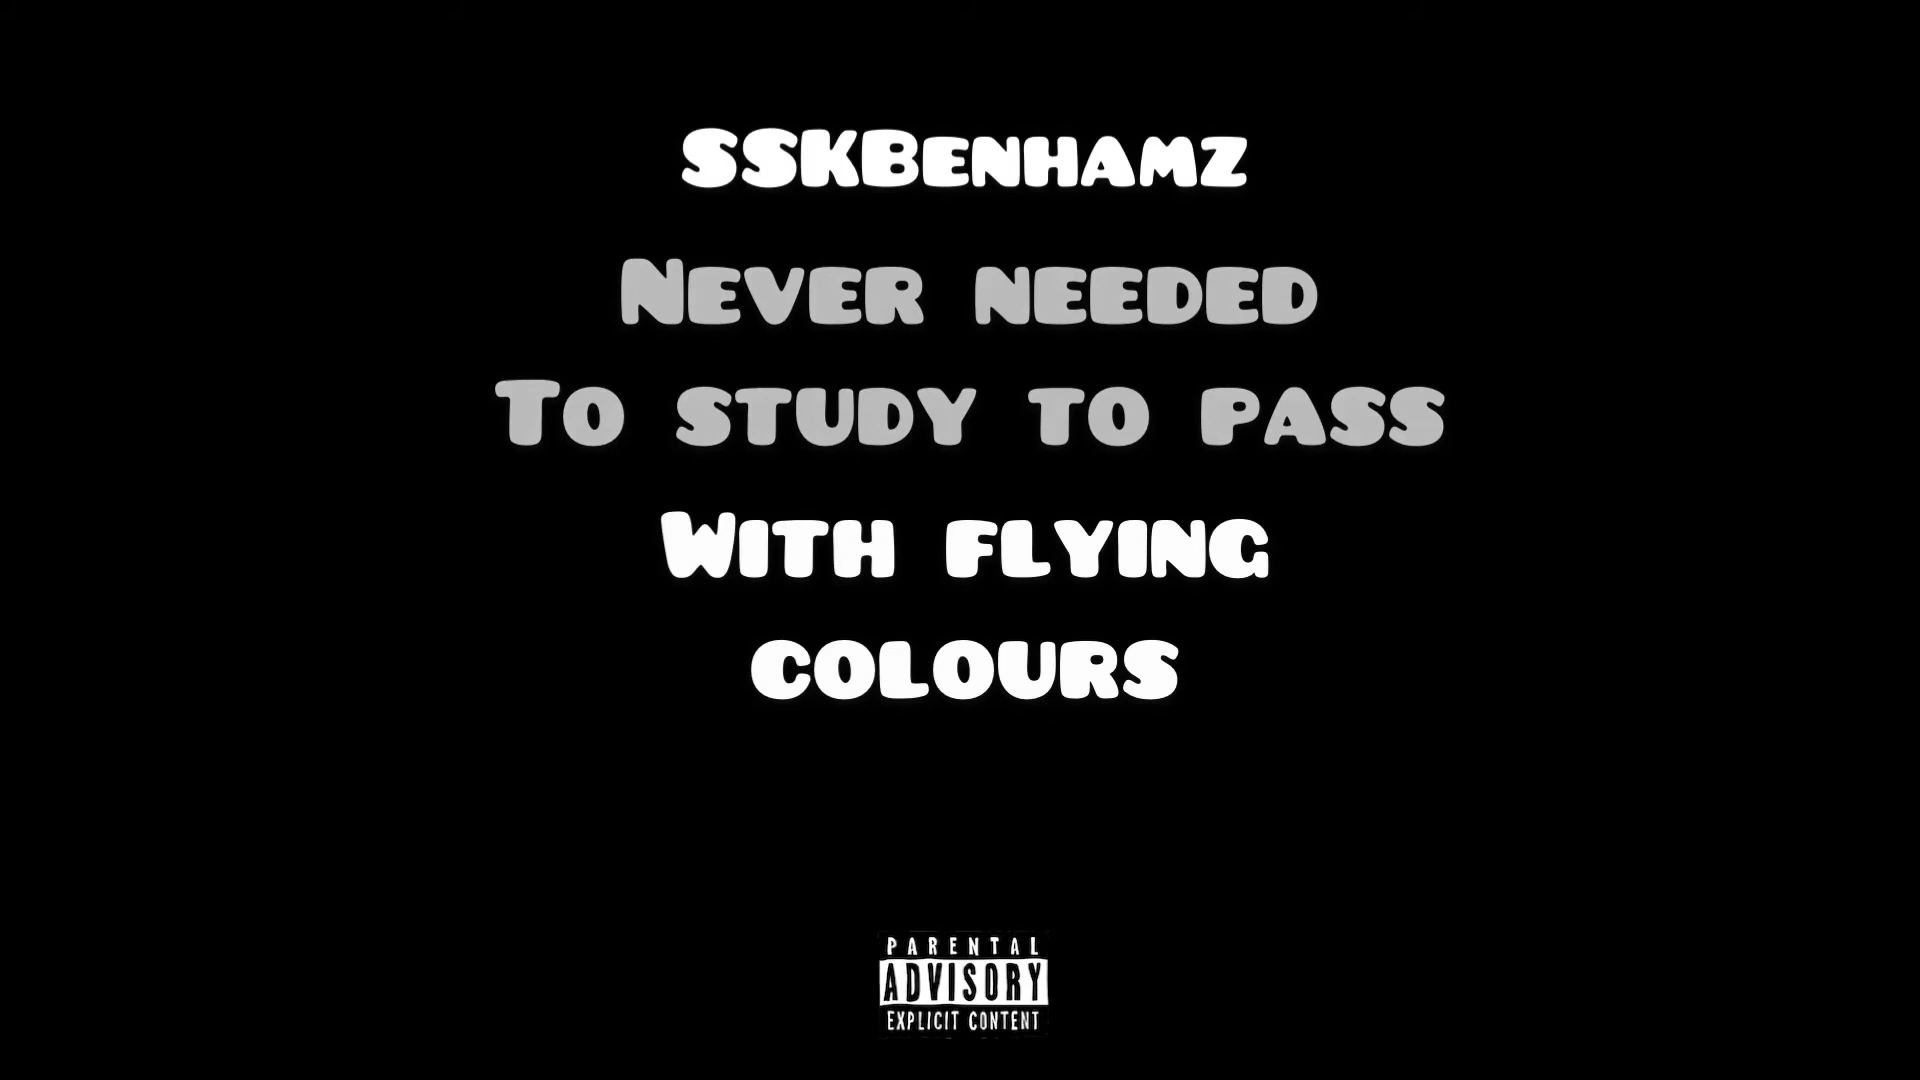 SSKBenhamz
Never needed
To study to pass
With flying
colours
PARENTAL
ADVISORY
EXPLICIT CONTENT